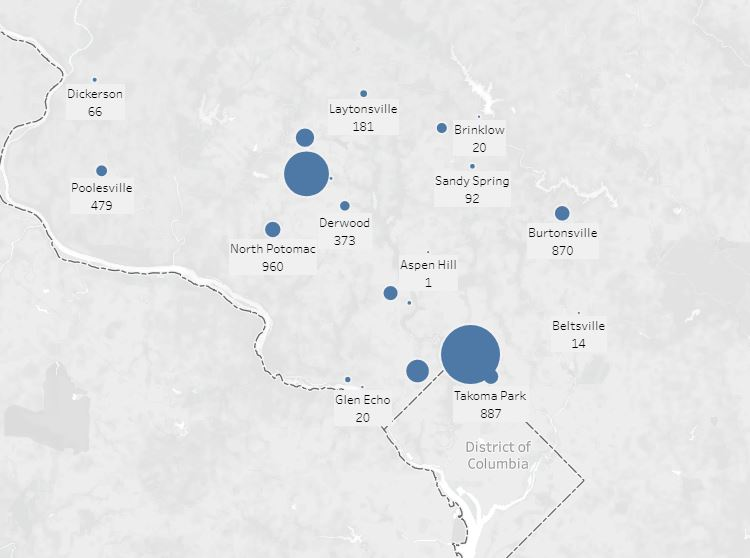 Dickerson
66
Laytonsville
181
Brinklow
20
Poolesville
479
Sandy Spring
92
Derwood
373
North Potomac
960
Burtonsville
870
Aspen Hill
1
Beltsville
14
Glen Echo
20
Takoma Park
887
District of
Columbia